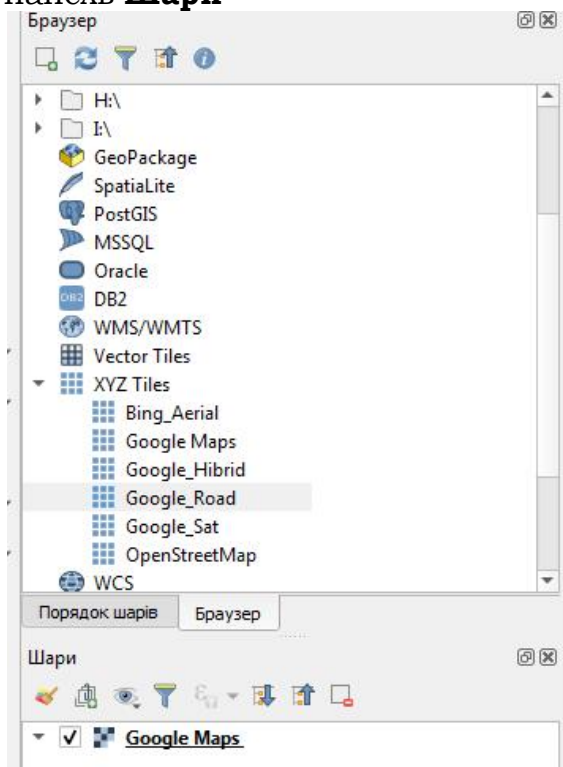 панель Шари
Браузер
H:\
I:\
GeoPackage
SpatiaLite
PostGIS
MSSQL
Oracle
DB2
DB2
WMS/WMTS
Vector Tiles
XYZ Tiles
Bing_Aerial
Google Maps
Google_Hibrid
Google_Road
Google_Sat
OpenStreetMap
WCS
Порядок шарів Браузер
Шари
Google Maps